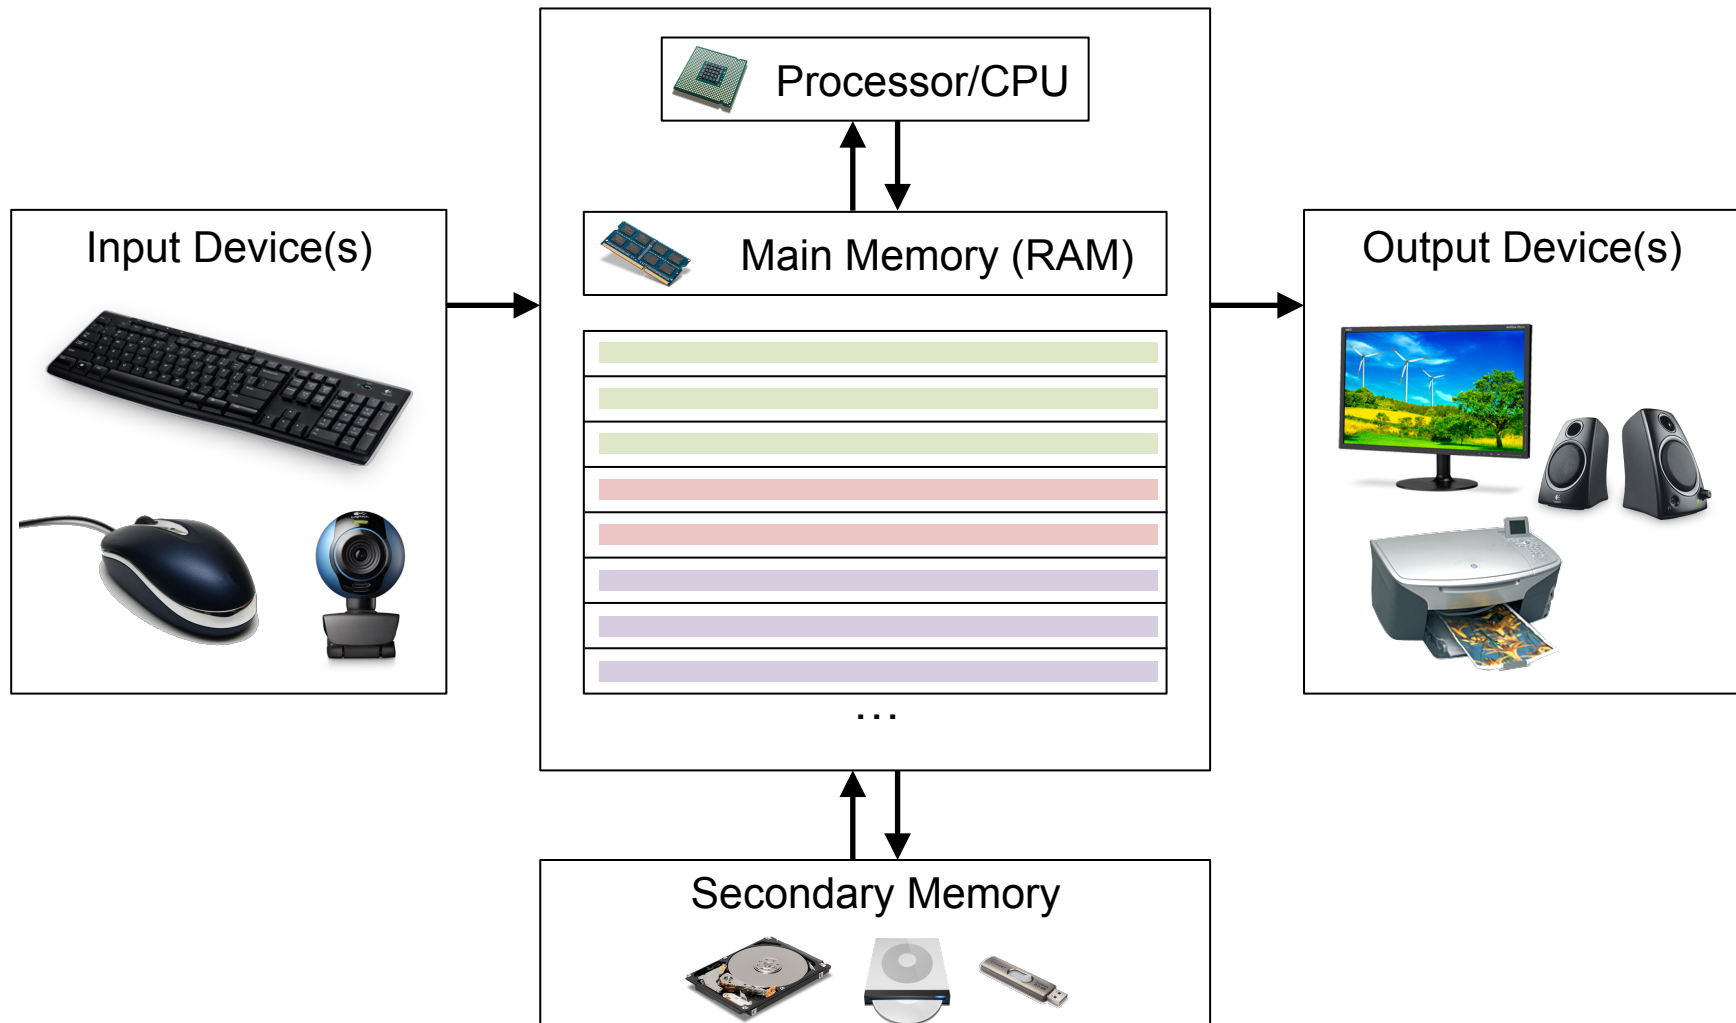 Processor/CPU
Main Memory (RAM)
Input Device(s)
Output Device(s)
...
Secondary Memory